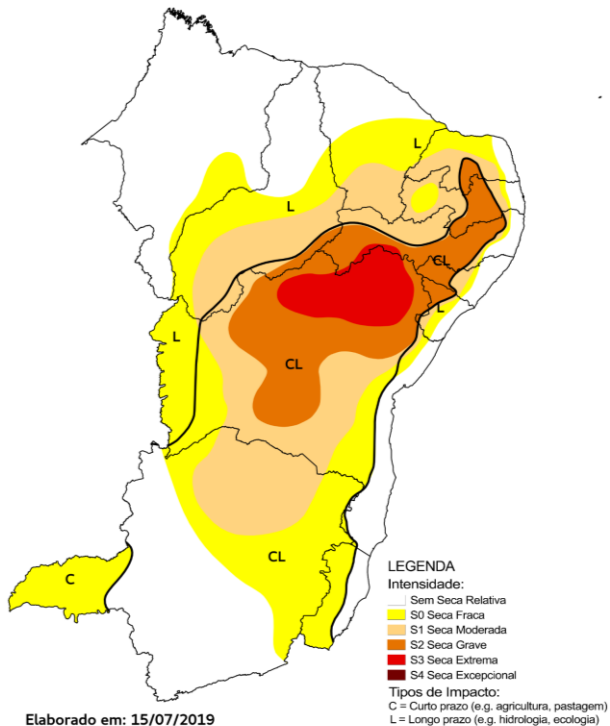 L
L
CL
L
L
CL
CL
C
LEGENDA
Intensidade:
Sem Seca Relativa
S0 Seca Fraca
S1 Seca Moderada
S2 Seca Grave
S3 Seca Extrema
S4 Seca Excepcional
Tipos de Impacto:
C = Curto prazo (e.g. agricultura, pastagem)
L = Longo prazo (e.g. hidrologia, ecologia)
Elaborado em: 15/07/2019